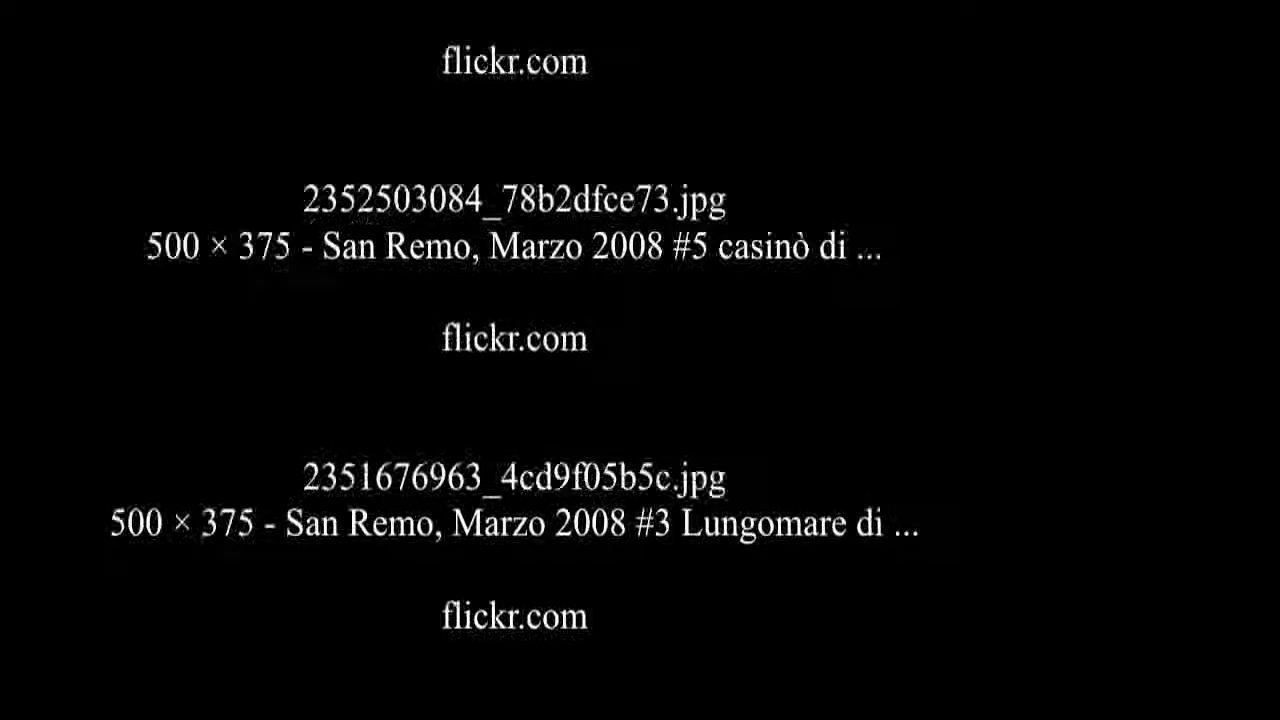 flickr.com
2352503084_78b2dfce73.jpg
500 × 375 - San Remo, Marzo 2008 #5 casinò di ...
flickr.com
2351676963_4cd9f05b5c.jpg
500 × 375 - San Remo, Marzo 2008 #3 Lungomare di ...
flickr.com